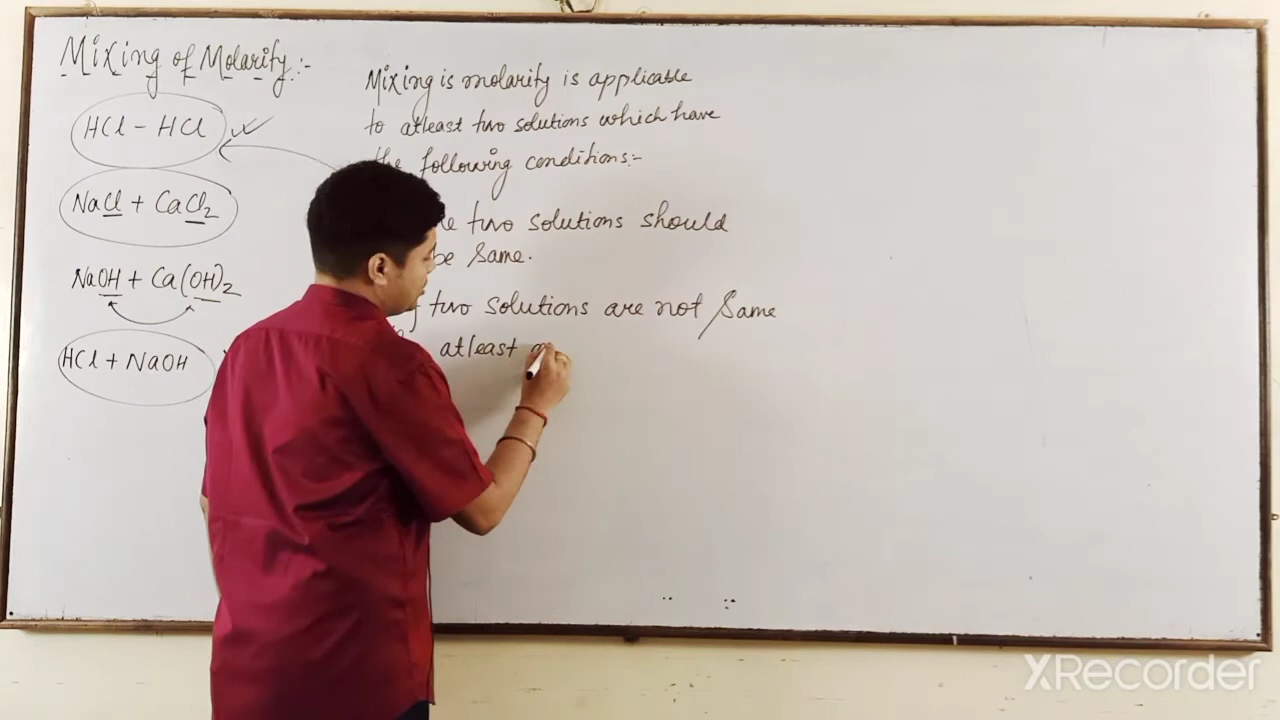 Mixing of Molarity:-
HCl - HCl ✓
NaCl + CaCl2
NaOH + Ca(OH)2
HCl + NaOH
Mixing is molarity is applicable
to atleast two solutions which have
following conditions:-
two solutions should
be same.
two solutions are not same
atleast
XRecorder